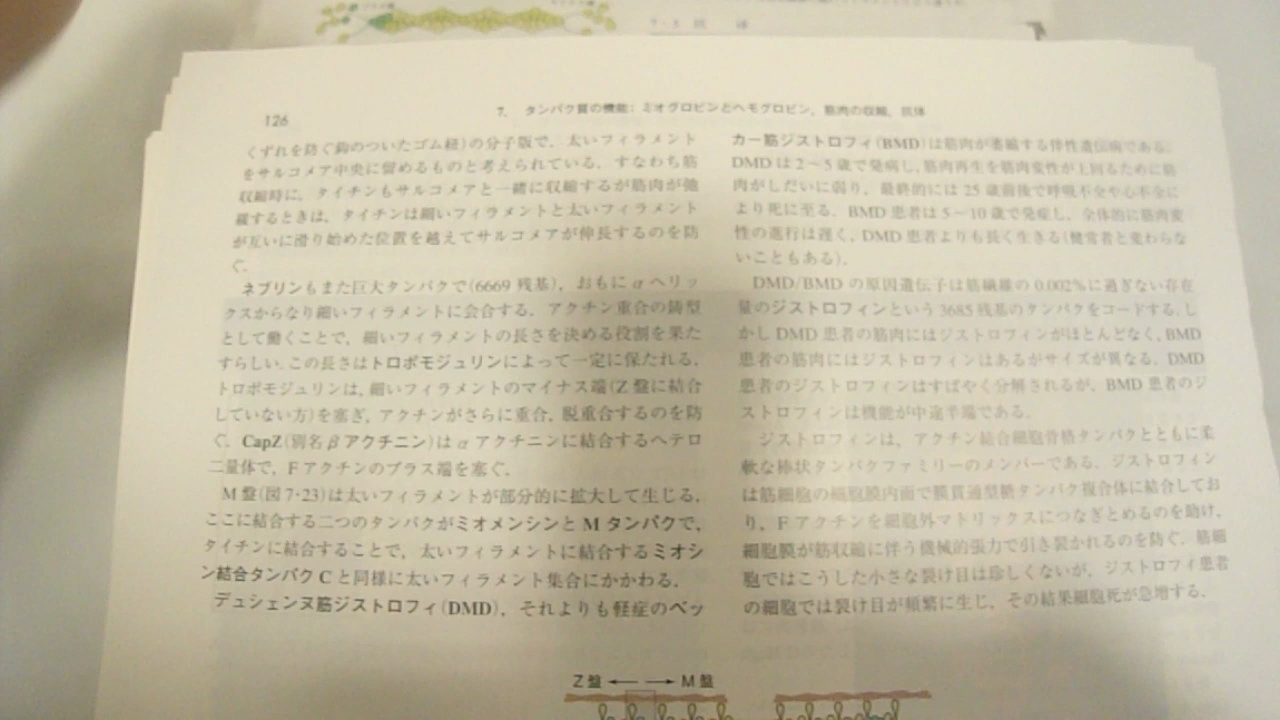 7・3 抗 体
126
7. タンパク質の機能：ミオグロビンとヘモグロビン，筋肉の収縮，抗体
くずれを防ぐ鉤のついたゴム紐）の分子版で，太いフィラメント
をサルコメア中央に留めるものと考えられている．すなわち筋
収縮時に，タイチンもサルコメアと一緒に収縮するが筋肉が弛
緩するときは，タイチンは細いフィラメントと太いフィラメント
が互いに滑り始めた位置を越えてサルコメアが伸長するのを防
ぐ．
ネブリンもまた巨大タンパクで（6669 残基），おもに α ヘリッ
クスからなり細いフィラメントに会合する．アクチン重合の鋳型
として働くことで，細いフィラメントの長さを決める役割を果た
すらしい．この長さはトロポモジュリンによって一定に保たれる．
トロポモジュリンは，細いフィラメントのマイナス端（Z 盤に結合
していない方）を塞ぎ，アクチンがさらに重合，脱重合するのを防
ぐ．CapZ（別名 β アクチニン）は α アクチニンに結合するヘテロ
二量体で，F アクチンのプラス端を塞ぐ．
M 盤（図 7・23）は太いフィラメントが部分的に拡大して生じる．
ここに結合する二つのタンパクがミオメンシンと M タンパクで，
タイチンに結合することで，太いフィラメントに結合するミオシ
ン結合タンパク C と同様に太いフィラメント集合にかかわる．
デュシェンヌ筋ジストロフィ（DMD），それよりも軽症のベッ
カー筋ジストロフィ（BMD）は筋肉が萎縮する伴性遺伝病である．
DMD は 2〜5 歳で発病し，筋肉再生を筋肉変性が上回るために筋
肉がしだいに弱り，最終的には 25 歳前後で呼吸不全や心不全に
より死に至る．BMD 患者は 5〜10 歳で発症し，全体的に筋肉変
性の進行は遅く，DMD 患者よりも長く生きる（健常者と変わらな
いこともある）．
DMD/BMD の原因遺伝子は筋繊維の 0.002％に過ぎない存在
量のジストロフィンという 3685 残基のタンパクをコードする．し
かし DMD 患者の筋肉にはジストロフィンがほとんどなく，BMD
患者の筋肉にはジストロフィンはあるがサイズが異なる．DMD
患者のジストロフィンはすばやく分解されるが，BMD 患者のジ
ストロフィンは機能が中途半端である．
ジストロフィンは，アクチン結合細胞骨格タンパクとともに柔
軟な棒状タンパクファミリーのメンバーである．ジストロフィン
は筋細胞の細胞膜内面で膜貫通型糖タンパク複合体に結合してお
り，F アクチンを細胞外マトリックスにつなぎとめるのを助け，
細胞膜が筋収縮に伴う機械的張力で引き裂かれるのを防ぐ．筋細
胞ではこうした小さな裂け目は珍しくないが，ジストロフィ患者
の細胞では裂け目が頻繁に生じ，その結果細胞死が急増する．
Z 盤 ← → M 盤